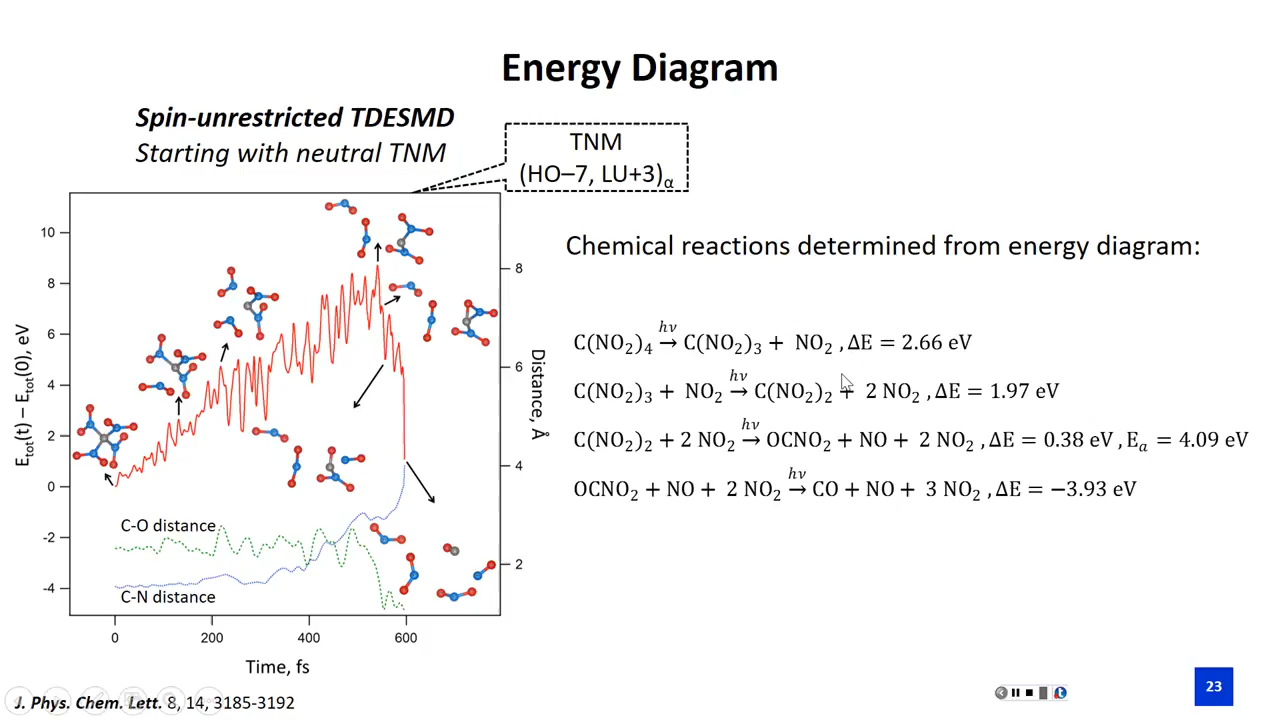 Energy Diagram
Spin-unrestricted TDESMD
Starting with neutral TNM
TNM
(HO–7, LU+3)α
Chemical reactions determined from energy diagram:
C(NO₂)₄ →hν C(NO₂)₃ + NO₂ , ΔE = 2.66 eV
C(NO₂)₃ + NO₂ →hν C(NO₂)₂ + 2 NO₂ , ΔE = 1.97 eV
C(NO₂)₂ + 2 NO₂ →hν OCNO₂ + NO + 2 NO₂ , ΔE = 0.38 eV , Eₐ = 4.09 eV
OCNO₂ + NO + 2 NO₂ →hν CO + NO + 3 NO₂ , ΔE = −3.93 eV
Etot(t) – Etot(0), eV
10
8
6
4
2
0
-2
-4
8
6
4
2
Distance, Å
C-O distance
C-N distance
0
200
400
600
Time, fs
J. Phys. Chem. Lett. 8, 14, 3185-3192
23